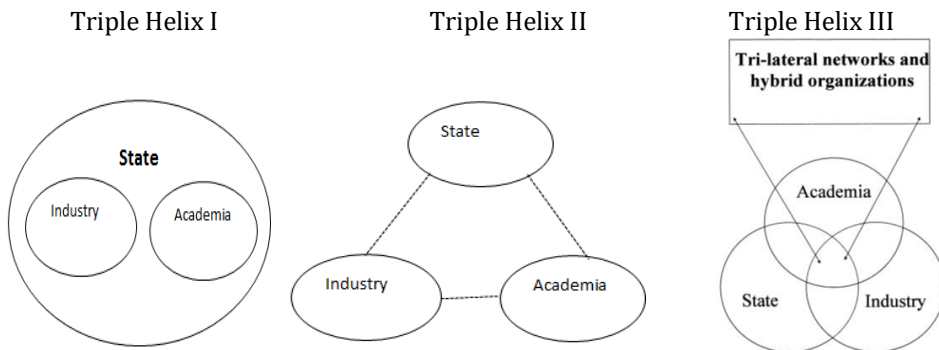 Triple Helix I
State
Industry
Academia
Triple Helix II
State
Industry
Academia
Triple Helix III
Tri-lateral networks and
hybrid organizations
Academia
State
Industry